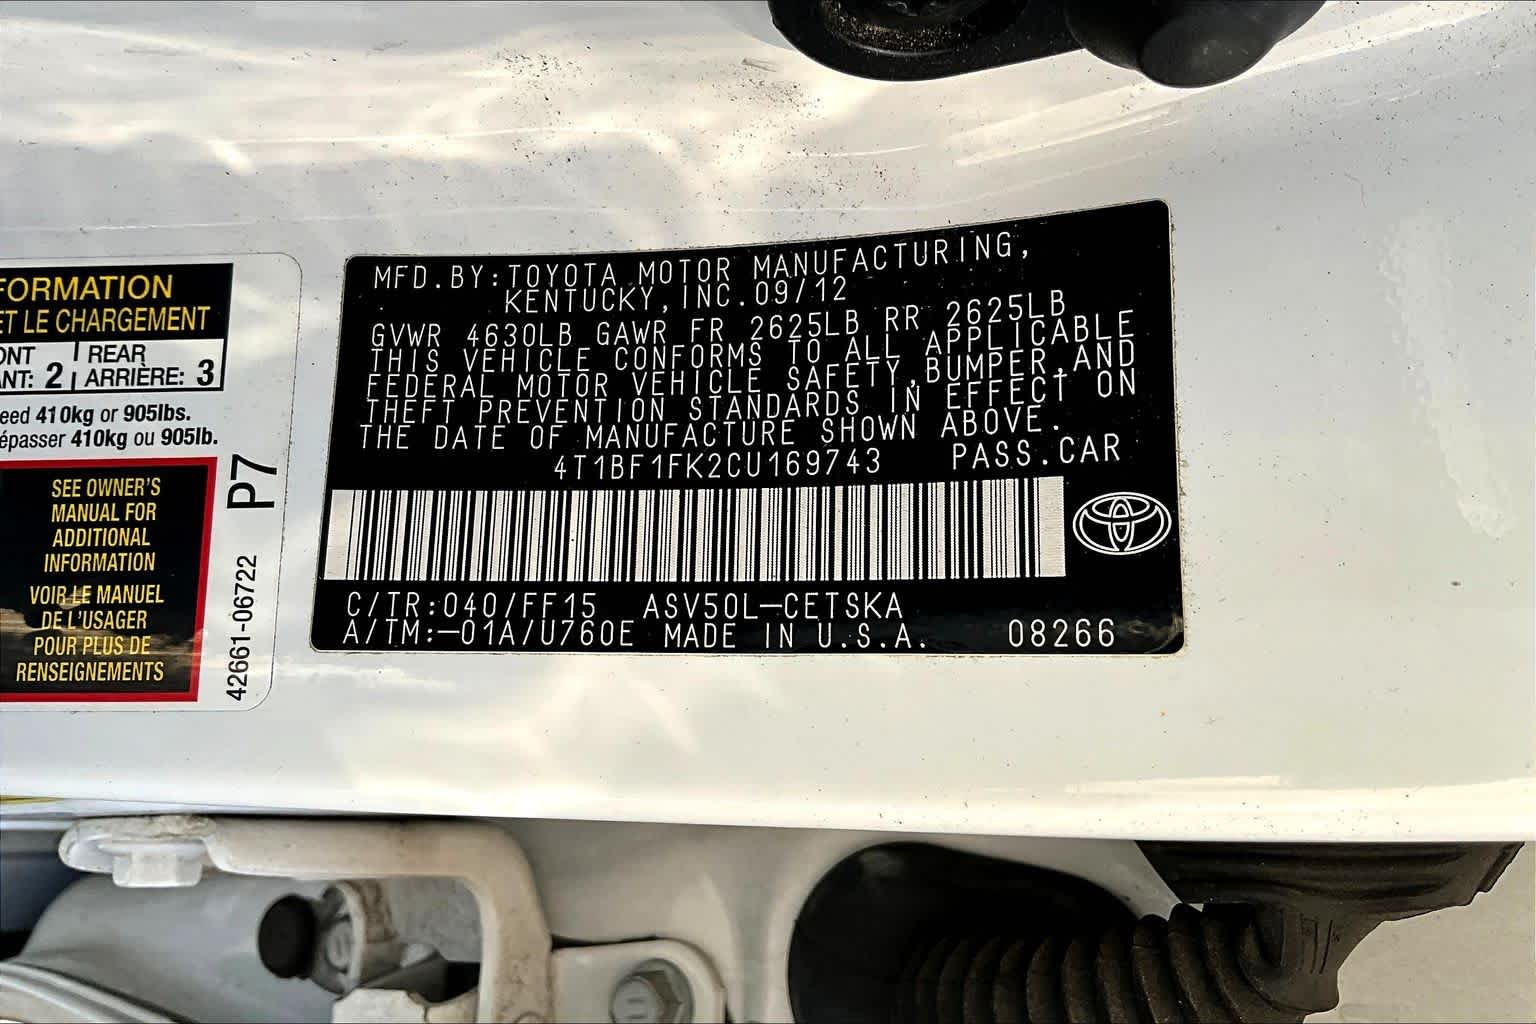 FORMATION
ET LE CHARGEMENT
ONT | REAR
ANT: 2 | ARRIÈRE: 3
eed 410kg or 905lbs.
épasser 410kg ou 905lb.
SEE OWNER'S
MANUAL FOR
ADDITIONAL
INFORMATION
VOIR LE MANUEL
DE L'USAGER
POUR PLUS DE
RENSEIGNEMENTS
P7
42661-06722
MFD.BY:TOYOTA MOTOR MANUFACTURING,
KENTUCKY,INC.09/12
GVWR 4630LB GAWR FR 2625LB RR 2625LB
THIS VEHICLE CONFORMS TO ALL APPLICABLE
FEDERAL MOTOR VEHICLE SAFETY,BUMPER,AND
THEFT PREVENTION STANDARDS IN EFFECT ON
THE DATE OF MANUFACTURE SHOWN ABOVE.
4T1BF1FK2CU169743 PASS.CAR
C/TR:040/FF15 ASV50L-CETSKA
A/TM:-01A/U760E MADE IN U.S.A. 08266